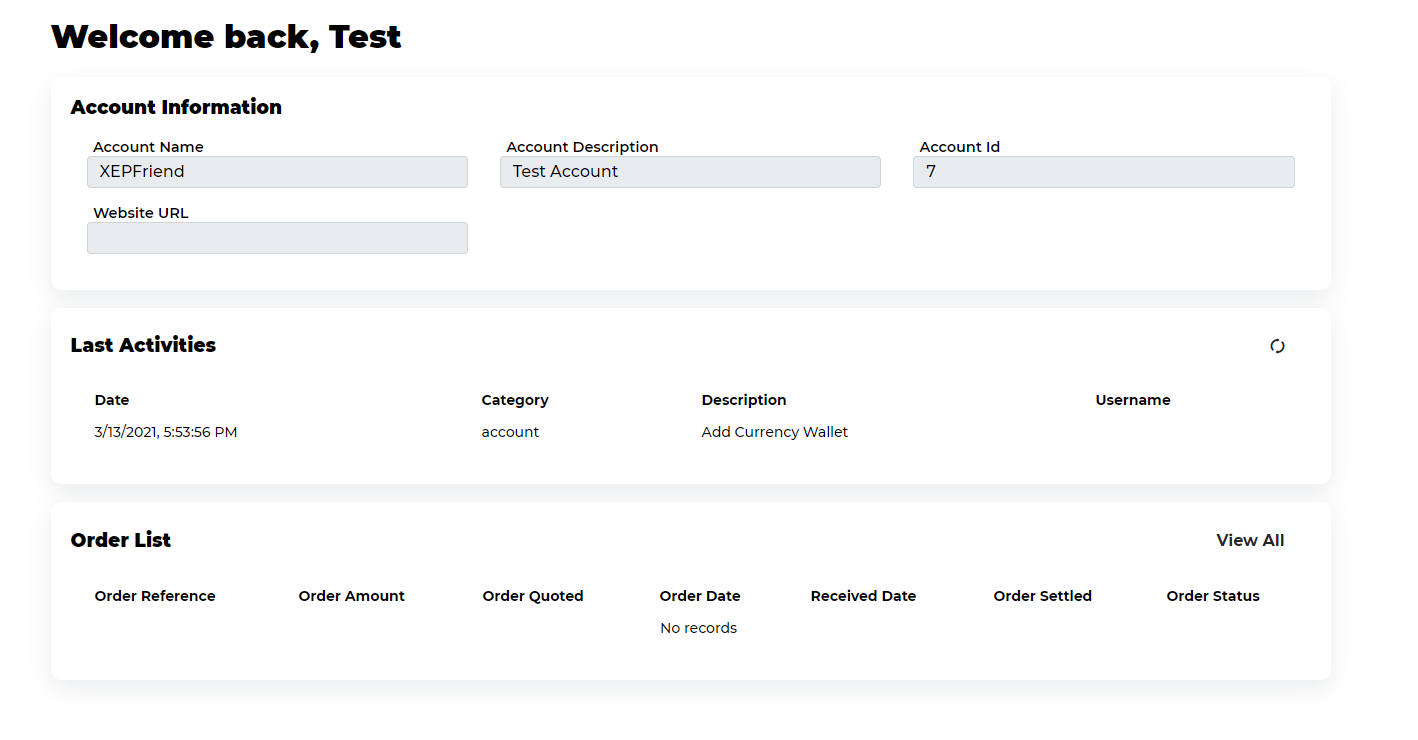 Welcome back, Test
Account Information
Account Name Account Description Account Id
XEPFriend Test Account 7
Website URL
Last Activities
Date Category Description Username
3/13/2021, 5:53:56 PM account Add Currency Wallet
Order List View All
Order Reference Order Amount Order Quoted Order Date Received Date Order Settled Order Status
No records